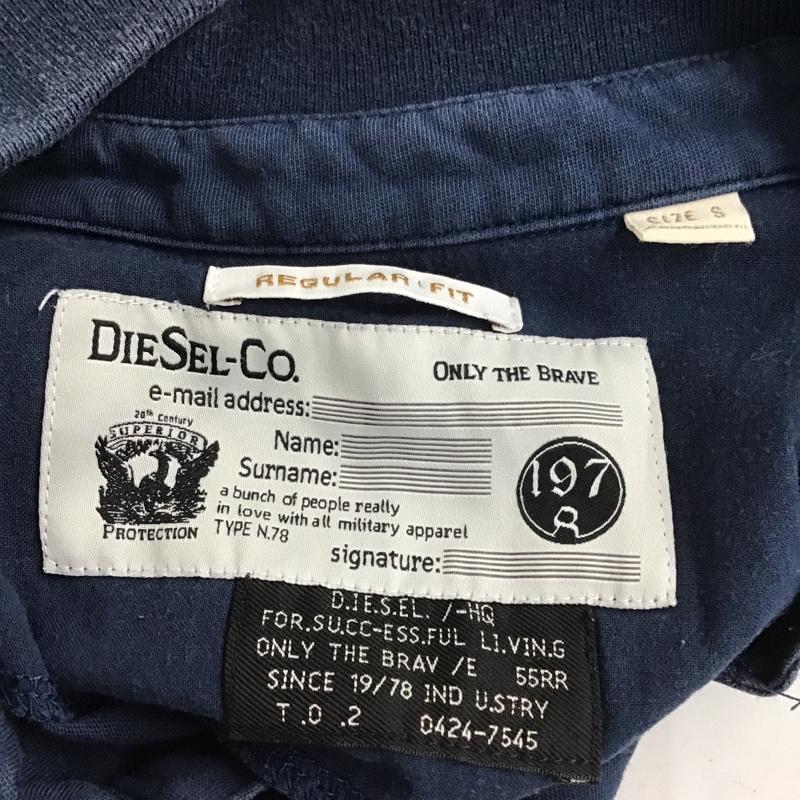 SIZE S
REGULAR FIT
DIESEL-CO.
ONLY THE BRAVE
e-mail address:
20th Century
SUPERIOR
PROTECTION
Name:
Surname:
a bunch of people really
in love with all military apparel
TYPE N.78
197
8
signature:
D.I.E.S.EL. /-HQ
FOR.SU.CC-ESS.FUL LI.VIN.G
ONLY THE BRAV /E 55RR
SINCE 19/78 IND U.STRY
T .O .2 0424-7545